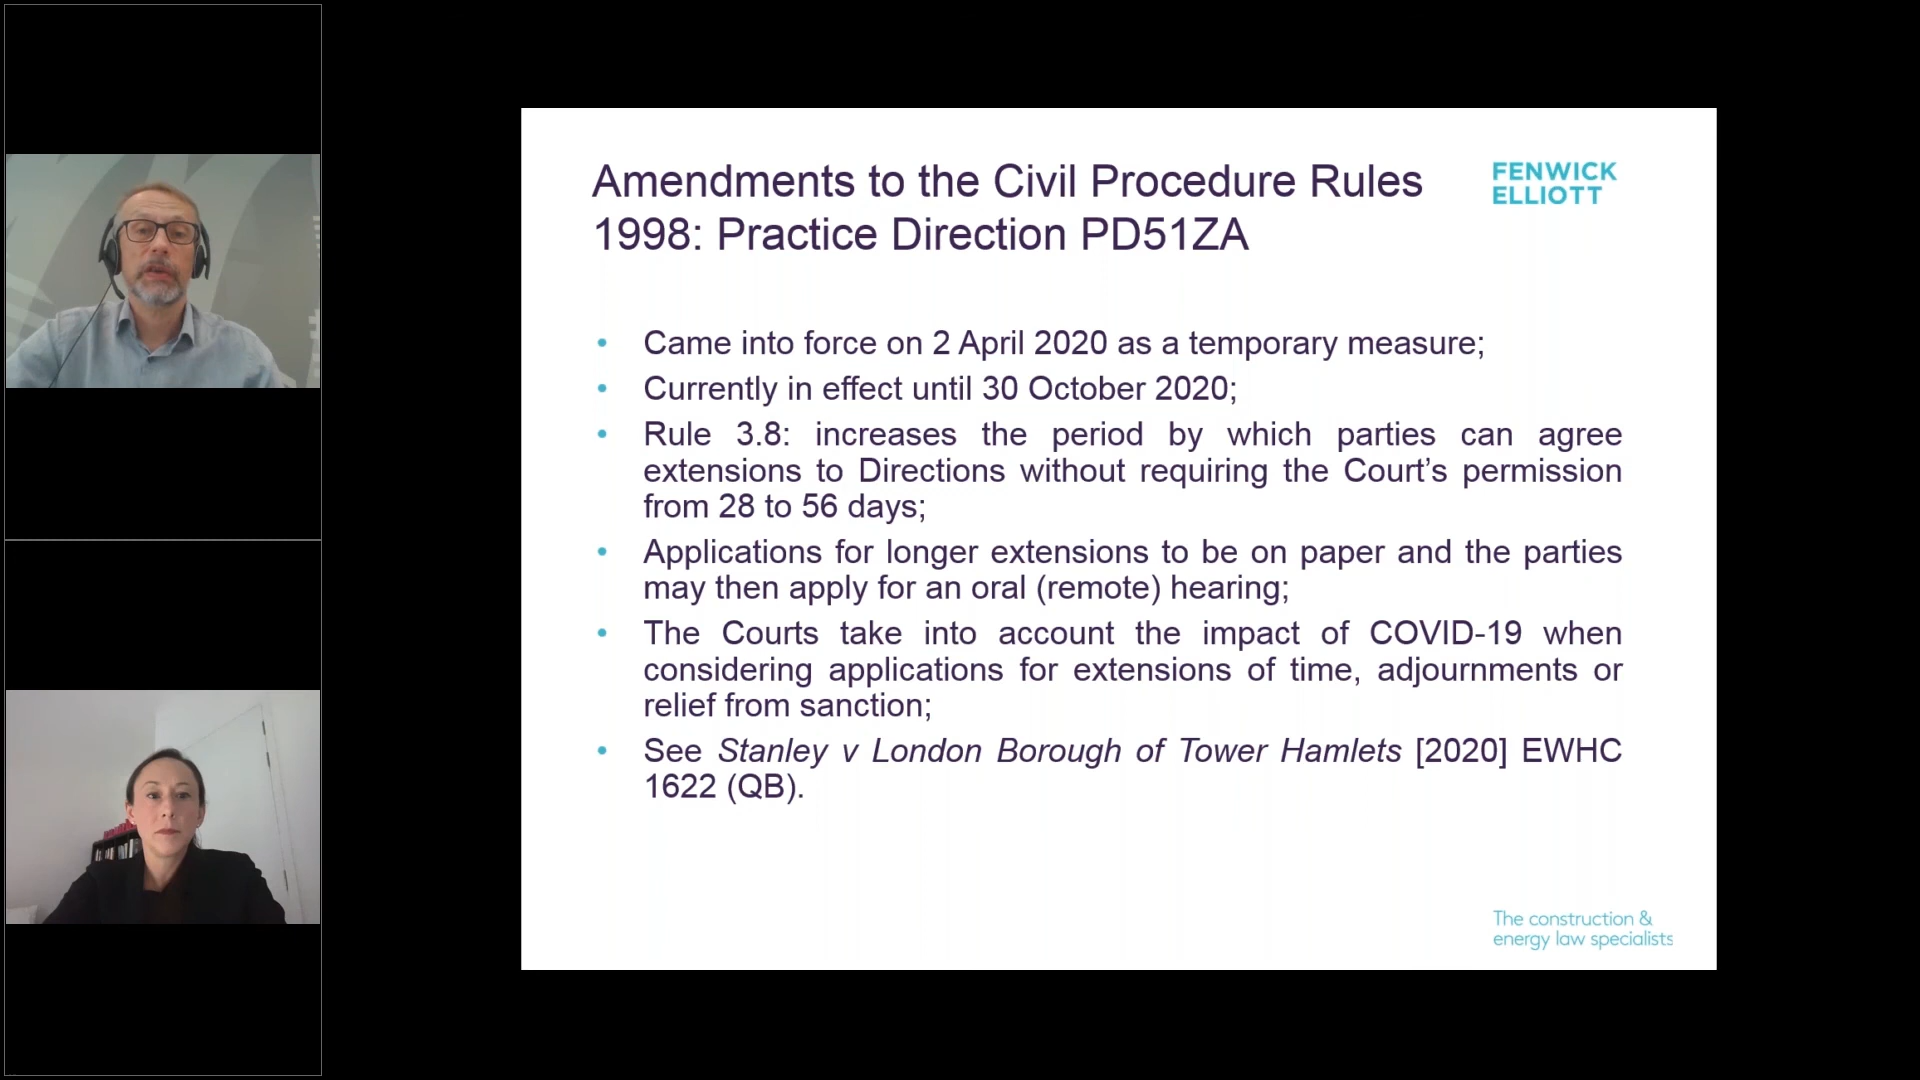 Amendments to the Civil Procedure Rules
1998: Practice Direction PD51ZA
FENWICK
ELLIOTT
• Came into force on 2 April 2020 as a temporary measure;
• Currently in effect until 30 October 2020;
• Rule 3.8: increases the period by which parties can agree
extensions to Directions without requiring the Court’s permission
from 28 to 56 days;
• Applications for longer extensions to be on paper and the parties
may then apply for an oral (remote) hearing;
• The Courts take into account the impact of COVID-19 when
considering applications for extensions of time, adjournments or
relief from sanction;
• See Stanley v London Borough of Tower Hamlets [2020] EWHC
1622 (QB).
The construction &
energy law specialists